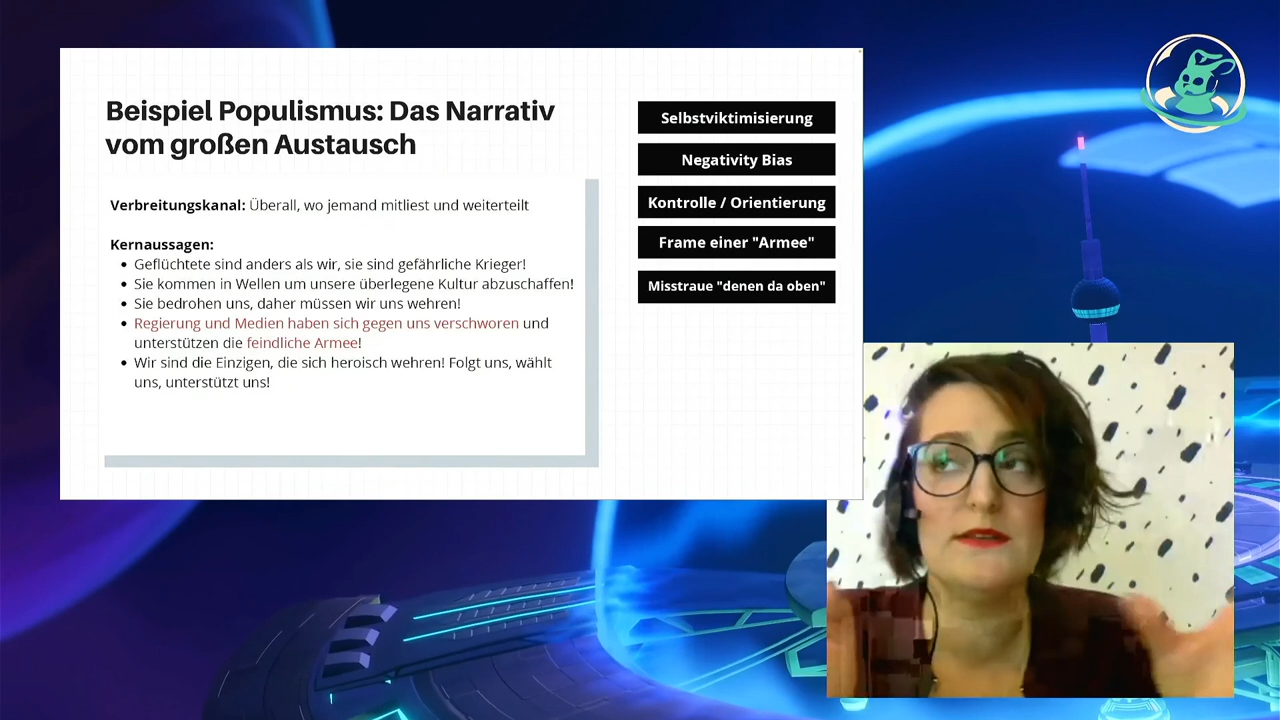 Beispiel Populismus: Das Narrativ
vom großen Austausch
Verbreitungskanal: Überall, wo jemand mitliest und weiterteilt
Kernaussagen:
Geflüchtete sind anders als wir, sie sind gefährliche Krieger!
Sie kommen in Wellen um unsere überlegene Kultur abzuschaffen!
Sie bedrohen uns, daher müssen wir uns wehren!
Regierung und Medien haben sich gegen uns verschworen und
unterstützen die feindliche Armee!
Wir sind die Einzigen, die sich heroisch wehren! Folgt uns, wählt
uns, unterstützt uns!
Selbstviktimisierung
Negativity Bias
Kontrolle / Orientierung
Frame einer "Armee"
Misstraue "denen da oben"